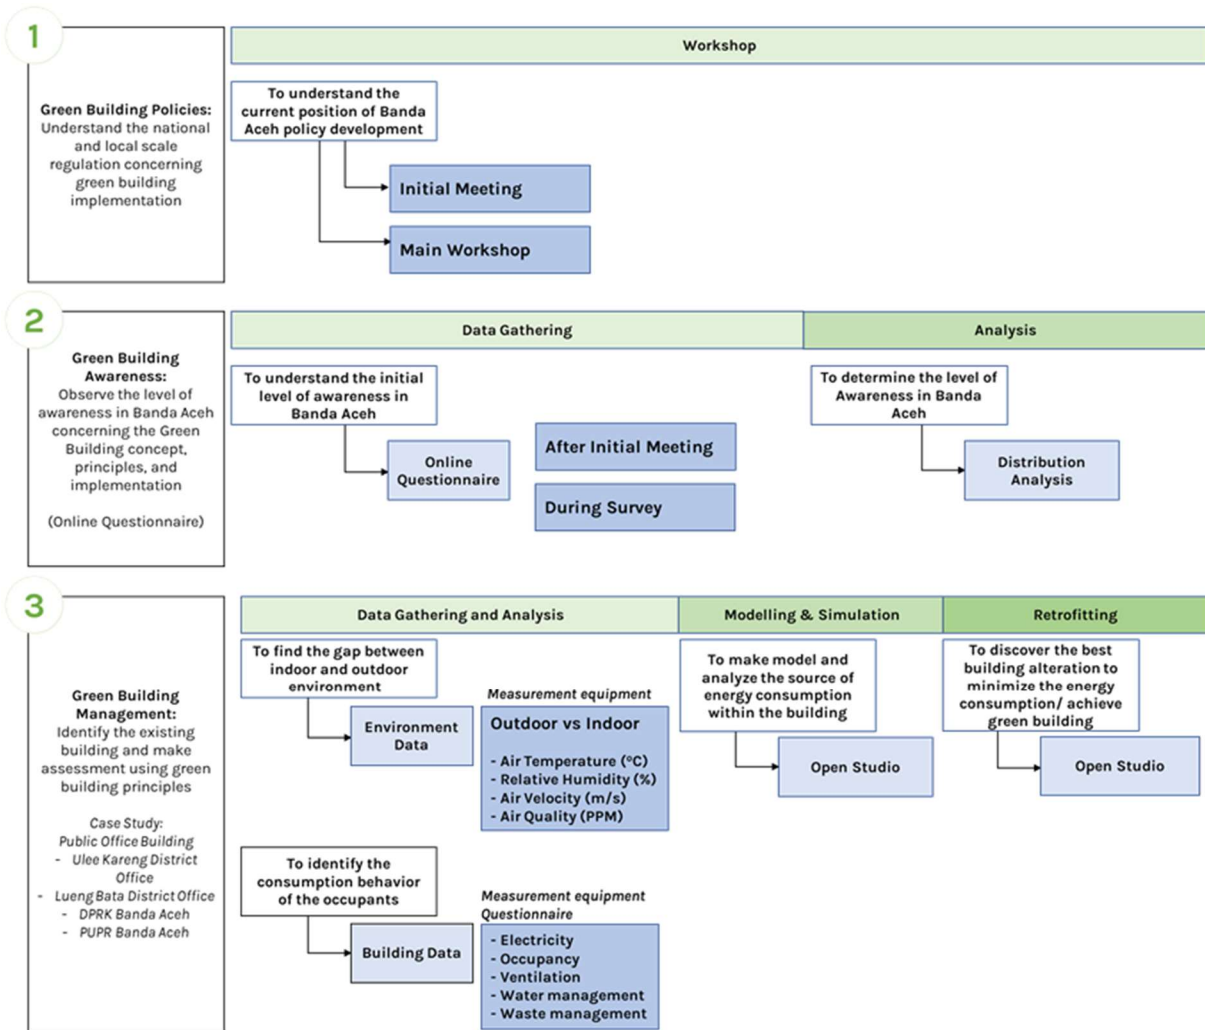 1
Workshop
Green Building Policies:
Understand the national
and local scale
regulation concerning
green building
implementation
To understand the
current position of Banda
Aceh policy development
Initial Meeting
Main Workshop
2
Data Gathering
Analysis
Green Building
Awareness:
Observe the level of
awareness in Banda Aceh
concerning the Green
Building concept,
principles, and
implementation
(Online Questionnaire)
To understand the initial
level of awareness in
Banda Aceh
Online
Questionnaire
After Initial Meeting
During Survey
To determine the level of
Awareness in Banda
Aceh
Distribution
Analysis
3
Data Gathering and Analysis
Modelling & Simulation
Retrofitting
Green Building
Management:
Identify the existing
building and make
assessment using green
building principles
Case Study:
Public Office Building
- Ulee Kareng District
Office
- Lueng Bata District Office
- DPRK Banda Aceh
- PUPR Banda Aceh
To find the gap between
indoor and outdoor
environment
Environment
Data
Measurement equipment
Outdoor vs Indoor
- Air Temperature (°C)
- Relative Humidity (%)
- Air Velocity (m/s)
- Air Quality (PPM)
To identify the
consumption behavior
of the occupants
Building Data
Measurement equipment
Questionnaire
- Electricity
- Occupancy
- Ventilation
- Water management
- Waste management
To make model and
analyze the source of
energy consumption
within the building
Open Studio
To discover the best
building alteration to
minimize the energy
consumption/ achieve
green building
Open Studio